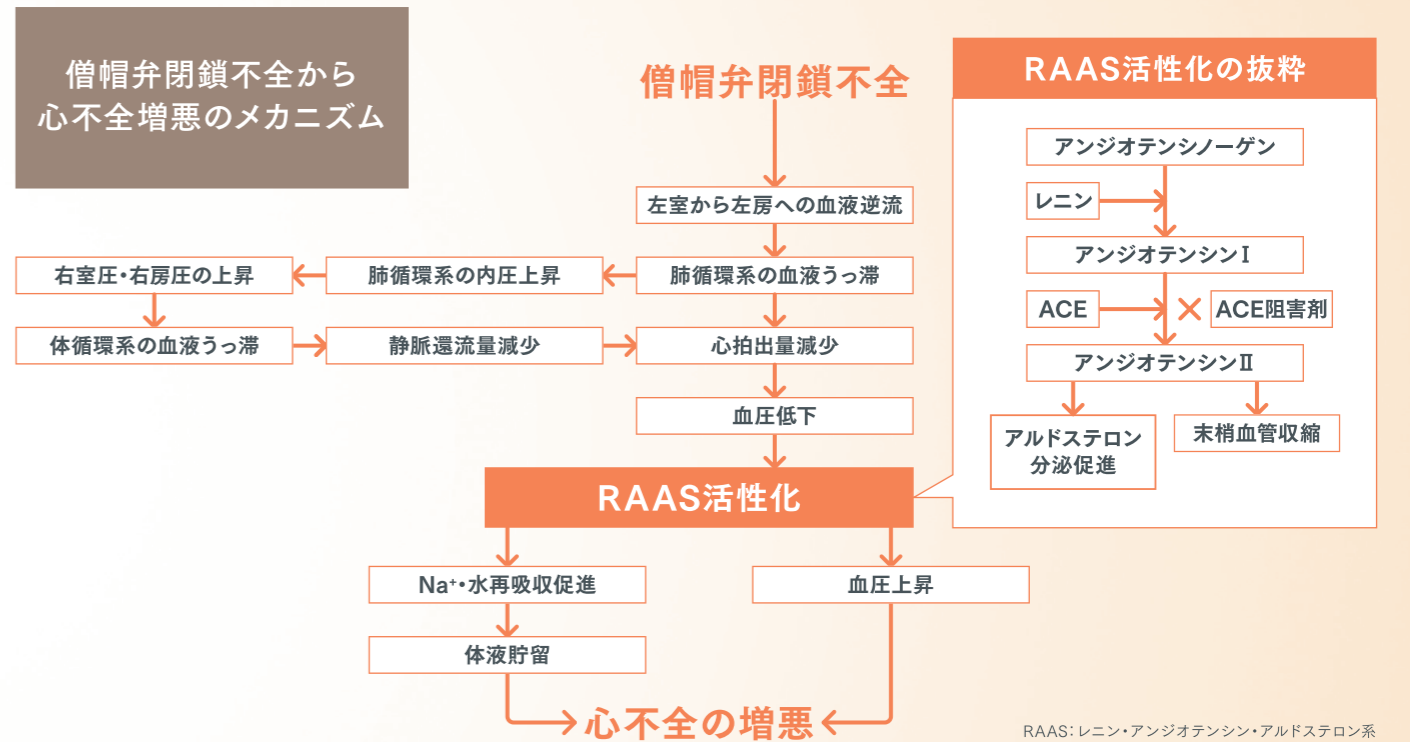 僧帽弁閉鎖不全から
心不全増悪のメカニズム
僧帽弁閉鎖不全
左室から左房への血液逆流
右室圧・右房圧の上昇
肺循環系の内圧上昇
肺循環系の血液うっ滞
体循環系の血液うっ滞
静脈還流量減少
心拍出量減少
血圧低下
RAAS活性化
Na⁺・水再吸収促進
血圧上昇
体液貯留
心不全の増悪
RAAS活性化の抜粋
アンジオテンシノーゲン
レニン
アンジオテンシンⅠ
ACE
ACE阻害剤
アンジオテンシンⅡ
アルドステロン
分泌促進
末梢血管収縮
RAAS：レニン・アンジオテンシン・アルドステロン系